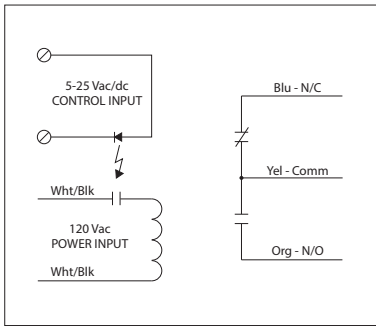 5-25 Vac/dc
CONTROL INPUT
Wht/Blk
120 Vac
POWER INPUT
Wht/Blk
Blu - N/C
Yel - Comm
Org - N/O